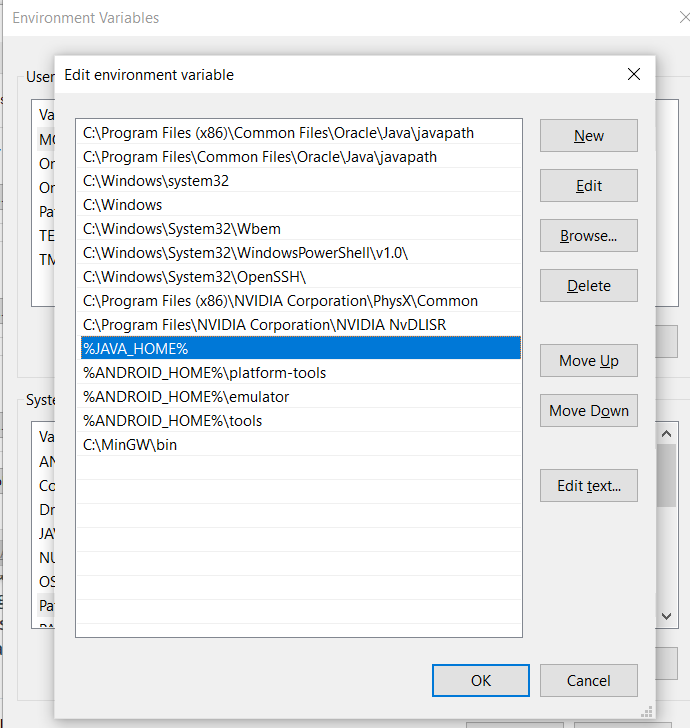 Environment Variables
Edit environment variable
User
Va
MO
On
On
Pat
TE
TM
C:\Program Files (x86)\Common Files\Oracle\Java\javapath
C:\Program Files\Common Files\Oracle\Java\javapath
C:\Windows\system32
C:\Windows
C:\Windows\System32\Wbem
C:\Windows\System32\WindowsPowerShell\v1.0\
C:\Windows\System32\OpenSSH\
C:\Program Files (x86)\NVIDIA Corporation\PhysX\Common
C:\Program Files\NVIDIA Corporation\NVIDIA NvDLISR
%JAVA_HOME%
%ANDROID_HOME%\platform-tools
%ANDROID_HOME%\emulator
%ANDROID_HOME%\tools
C:\MinGW\bin
New
Edit
Browse...
Delete
Move Up
Move Down
Edit text...
Syste
Va
AN
Co
Dr
JA
NU
OS
Pat
OK
Cancel